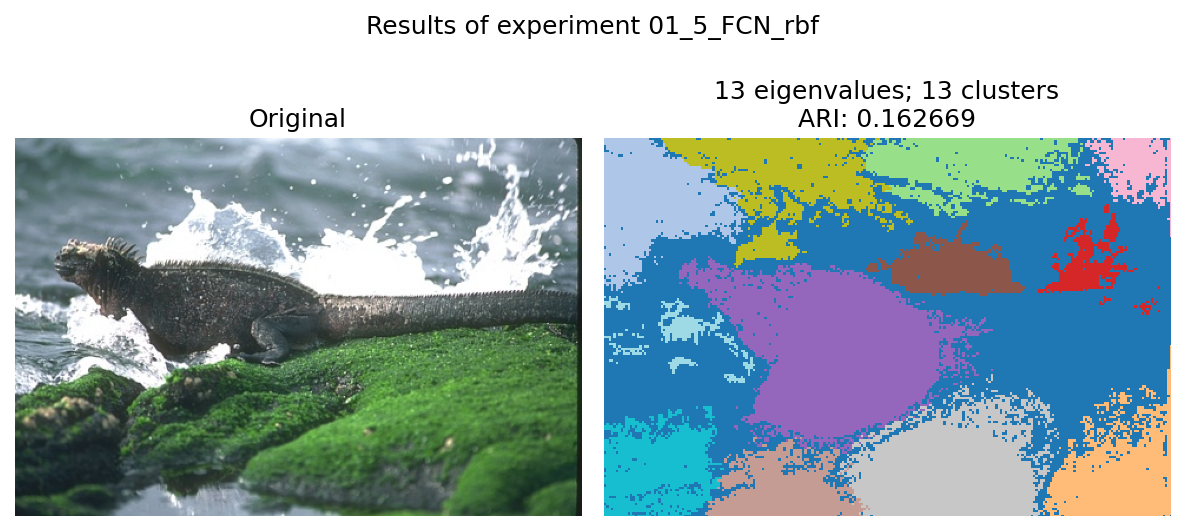 Results of experiment 01_5_FCN_rbf
Original
13 eigenvalues; 13 clusters
ARI: 0.162669